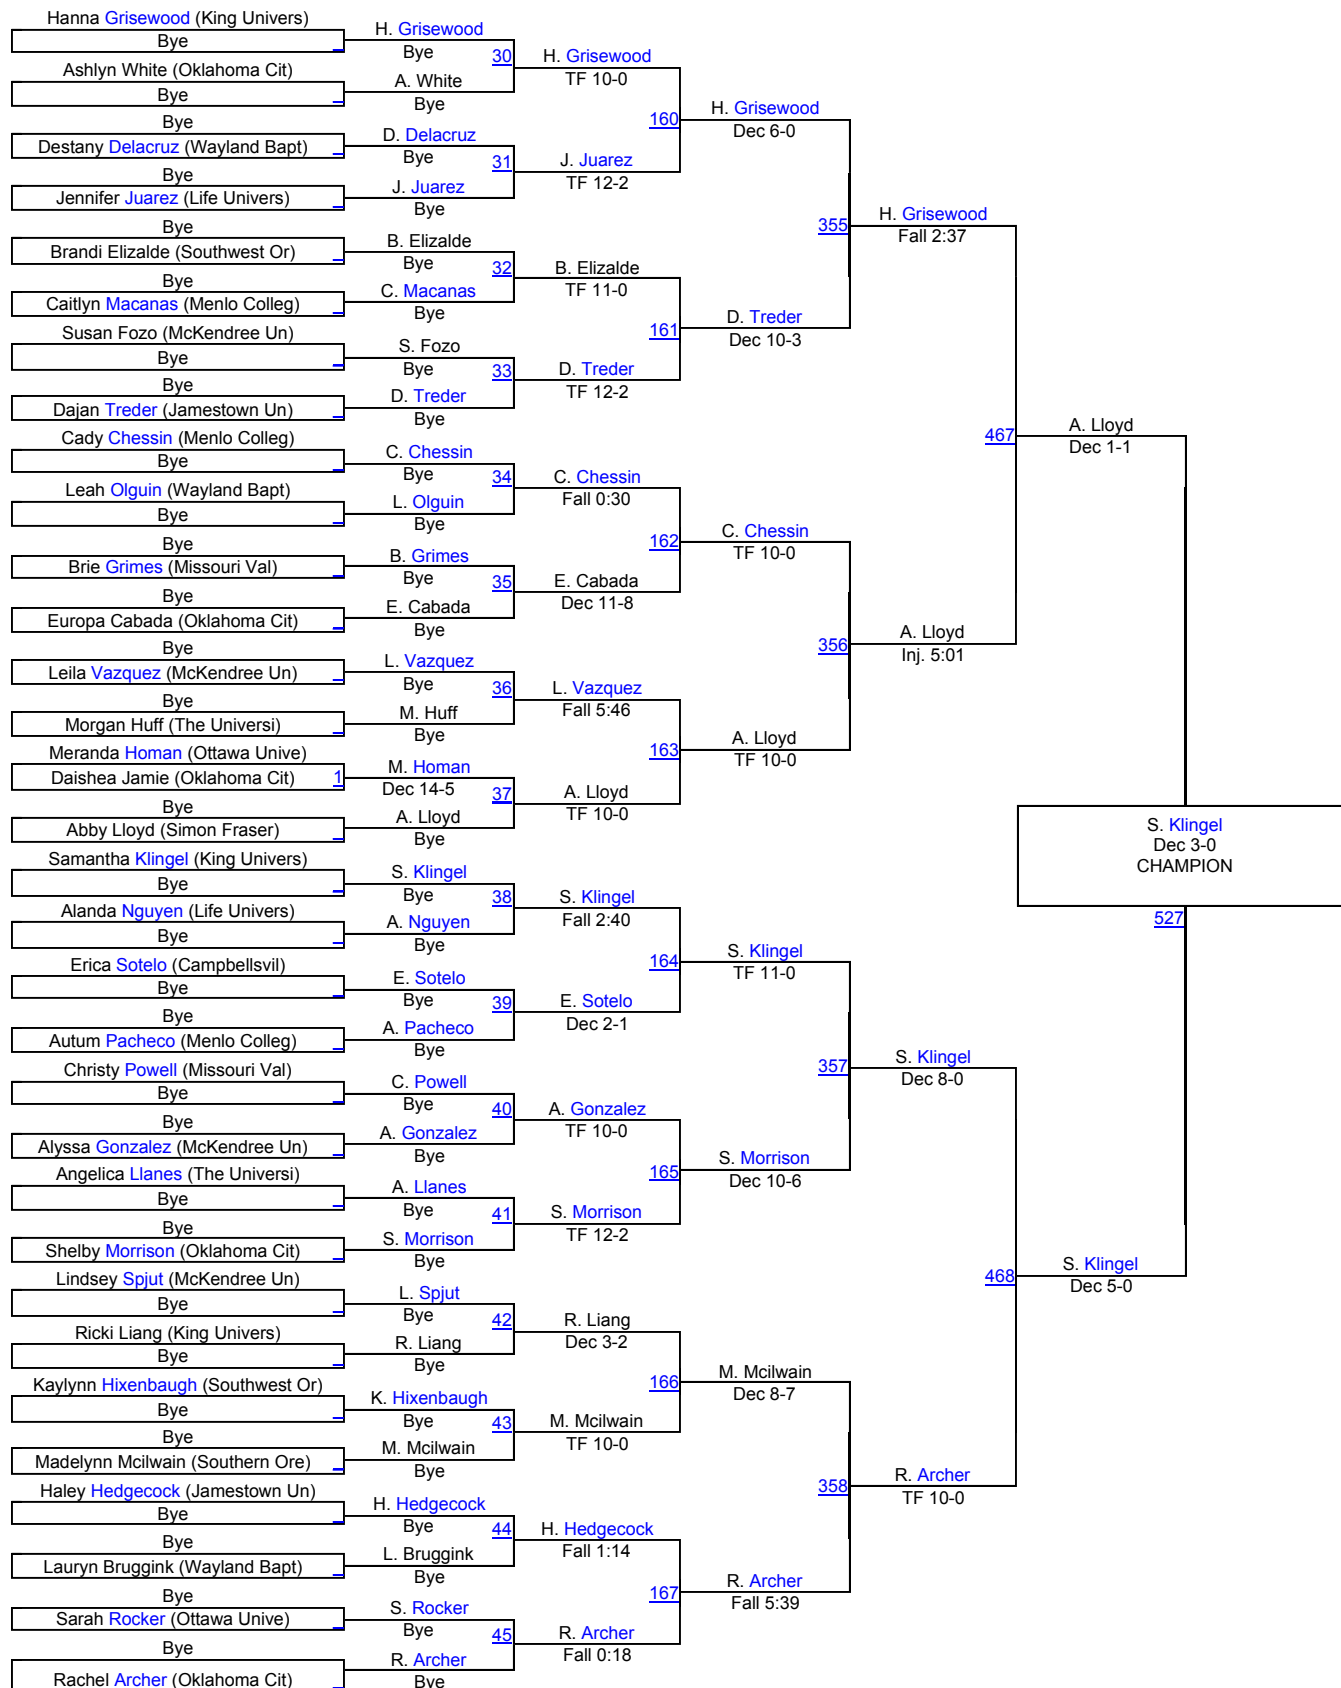 Hanna Grisewood (King Univers)
Bye
Ashlyn White (Oklahoma Cit)
Bye
Bye
Destany Delacruz (Wayland Bapt)
Bye
Jennifer Juarez (Life Univers)
Bye
Brandi Elizalde (Southwest Or)
Bye
Caitlyn Macanas (Menlo Colleg)
Susan Fozo (McKendree Un)
Bye
Bye
Dajan Treder (Jamestown Un)
Cady Chessin (Menlo Colleg)
Bye
Leah Olguin (Wayland Bapt)
Bye
Bye
Brie Grimes (Missouri Val)
Bye
Europa Cabada (Oklahoma Cit)
Bye
Leila Vazquez (McKendree Un)
Bye
Morgan Huff (The Universi)
Meranda Homan (Ottawa Unive)
Daishea Jamie (Oklahoma Cit) 1
Bye
Abby Lloyd (Simon Fraser)
Samantha Klingel (King Univers)
Bye
Alanda Nguyen (Life Univers)
Bye
Erica Sotelo (Campbellsvil)
Bye
Bye
Autum Pacheco (Menlo Colleg)
Christy Powell (Missouri Val)
Bye
Bye
Alyssa Gonzalez (McKendree Un)
Angelica Llanes (The Universi)
Bye
Bye
Shelby Morrison (Oklahoma Cit)
Lindsey Spjut (McKendree Un)
Bye
Ricki Liang (King Univers)
Bye
Kaylynn Hixenbaugh (Southwest Or)
Bye
Bye
Madelynn Mcilwain (Southern Ore)
Haley Hedgecock (Jamestown Un)
Bye
Bye
Lauryn Bruggink (Wayland Bapt)
Bye
Sarah Rocker (Ottawa Unive)
Bye
Rachel Archer (Oklahoma Cit)
H. Grisewood
Bye
30
A. White
Bye
D. Delacruz
Bye
31
J. Juarez
Bye
B. Elizalde
Bye
32
C. Macanas
Bye
S. Fozo
Bye
33
D. Treder
Bye
C. Chessin
Bye
34
L. Olguin
Bye
B. Grimes
Bye
35
E. Cabada
Bye
L. Vazquez
Bye
36
M. Huff
Bye
M. Homan
Dec 14-5
37
A. Lloyd
Bye
S. Klingel
Bye
38
A. Nguyen
Bye
E. Sotelo
Bye
39
A. Pacheco
Bye
C. Powell
Bye
40
A. Gonzalez
Bye
A. Llanes
Bye
41
S. Morrison
Bye
L. Spjut
Bye
42
R. Liang
Bye
K. Hixenbaugh
Bye
43
M. Mcilwain
Bye
H. Hedgecock
Bye
44
L. Bruggink
Bye
S. Rocker
Bye
45
R. Archer
Bye
H. Grisewood
TF 10-0
160
J. Juarez
TF 12-2
B. Elizalde
TF 11-0
161
D. Treder
TF 12-2
C. Chessin
Fall 0:30
162
E. Cabada
Dec 11-8
L. Vazquez
Fall 5:46
163
A. Lloyd
TF 10-0
S. Klingel
Fall 2:40
164
E. Sotelo
Dec 2-1
A. Gonzalez
TF 10-0
165
S. Morrison
TF 12-2
R. Liang
Dec 3-2
166
M. Mcilwain
TF 10-0
H. Hedgecock
Fall 1:14
167
R. Archer
Fall 0:18
H. Grisewood
Dec 6-0
355
D. Treder
Dec 10-3
C. Chessin
TF 10-0
356
A. Lloyd
TF 10-0
S. Klingel
TF 11-0
357
S. Morrison
Dec 10-6
M. Mcilwain
Dec 8-7
358
R. Archer
Fall 5:39
H. Grisewood
Fall 2:37
467
A. Lloyd
Inj. 5:01
S. Klingel
Dec 8-0
468
R. Archer
TF 10-0
A. Lloyd
Dec 1-1
S. Klingel
Dec 3-0
CHAMPION
527
S. Klingel
Dec 5-0